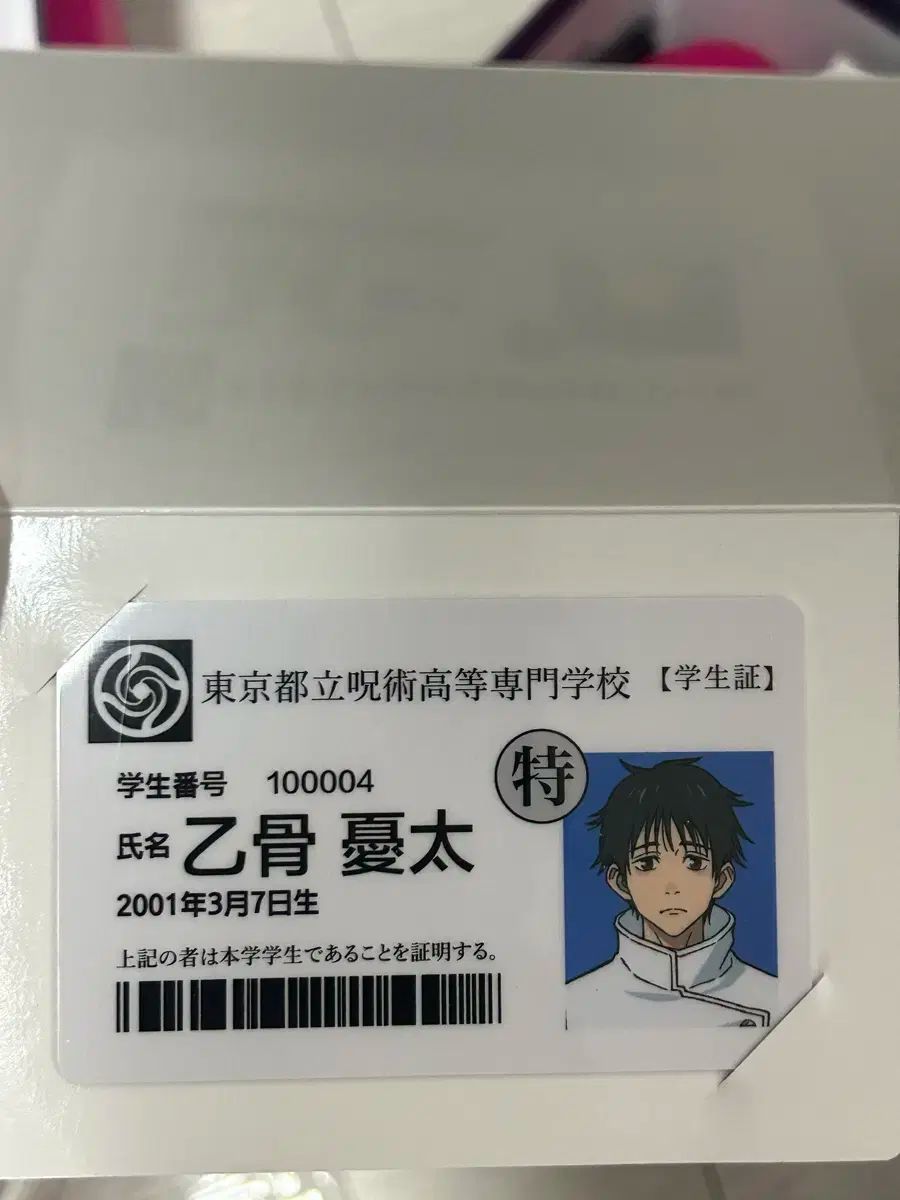 東京都立呪術高等専門学校 【学生証】
特
学生番号 100004
氏名 乙骨 憂太
2001年3月7日生
上記の者は本学学生であることを証明する。